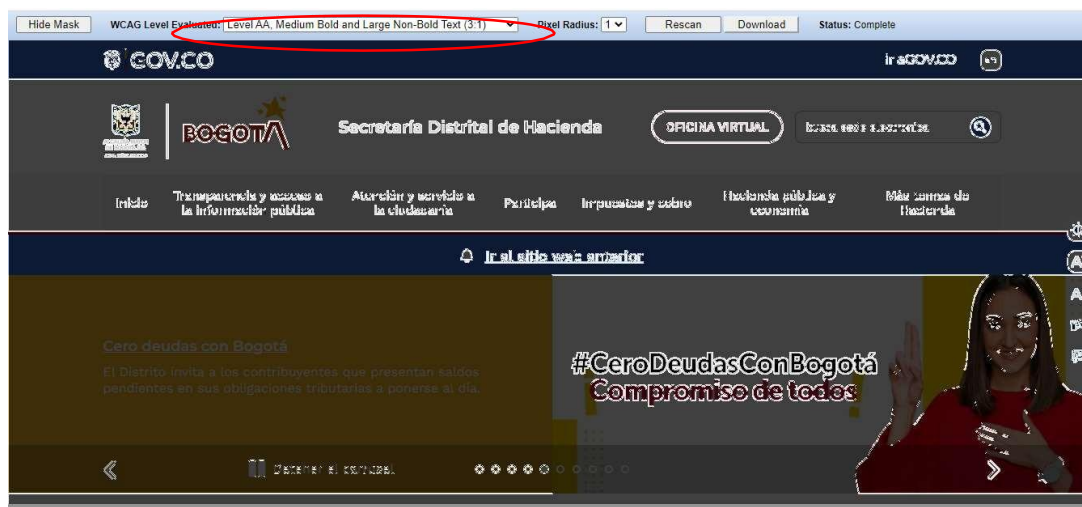 Hide Mask WCAG Level Evaluated: Level AA, Medium Bold and Large Non-Bold Text (3:1) Pixel Radius: 1 Rescan Download Status: Complete
GOV.CO Ir a GOV.CO
BOGOTÁ Secretaría Distrital de Hacienda OFICINA VIRTUAL
Inicio Transparencia y acceso a la información pública Atención y servicio a la ciudadanía Participa Impuestos y cobro Hacienda pública y economía Más temas de Hacienda
Ir al sitio web anterior
Cero deudas con Bogotá
El Distrito invita a los contribuyentes que presentan saldos
pendientes en sus obligaciones tributarias a ponerse al día.
#CeroDeudasConBogotá
Compromiso de todos
Detener el carrusel